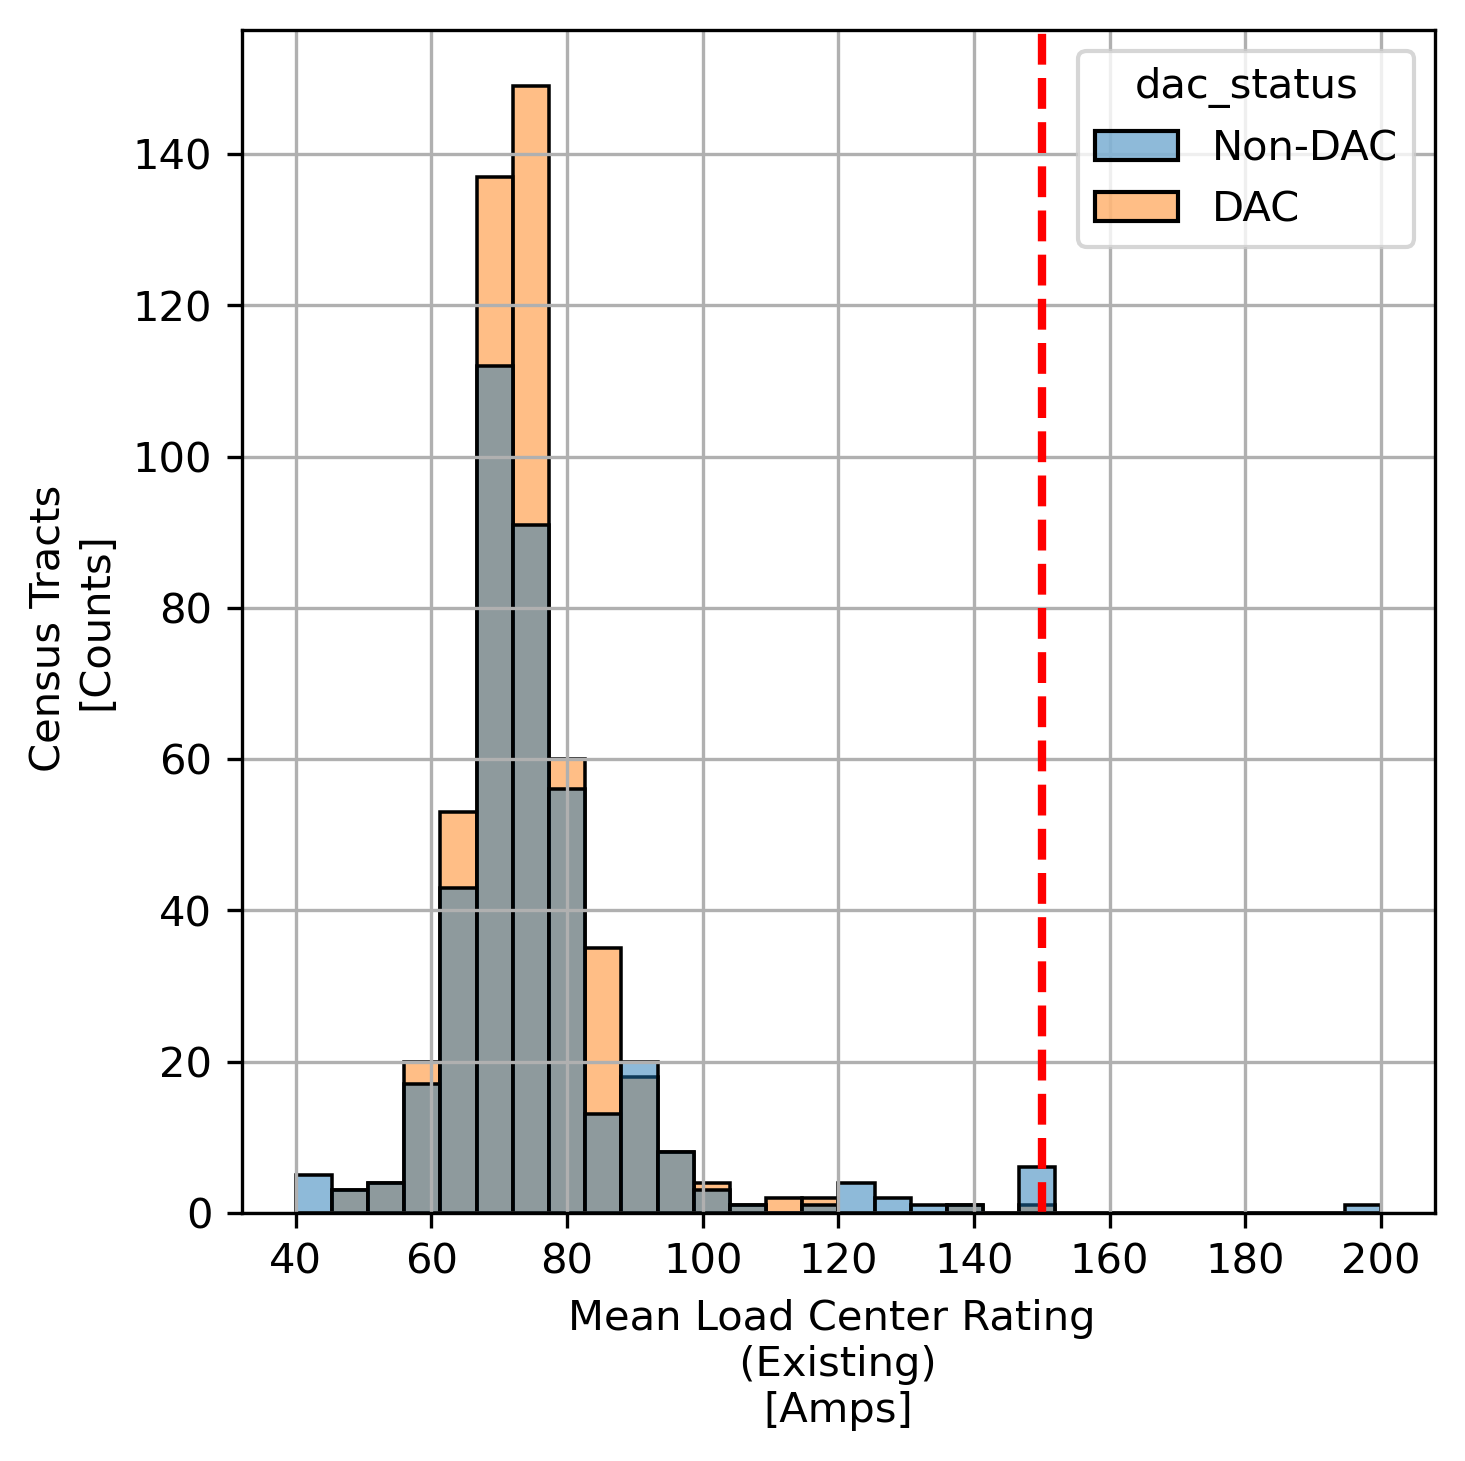 dac_status
Non-DAC
DAC
140
120
100
80
60
40
20
0
Census Tracts
[Counts]
40 60 80 100 120 140 160 180 200
Mean Load Center Rating
(Existing)
[Amps]